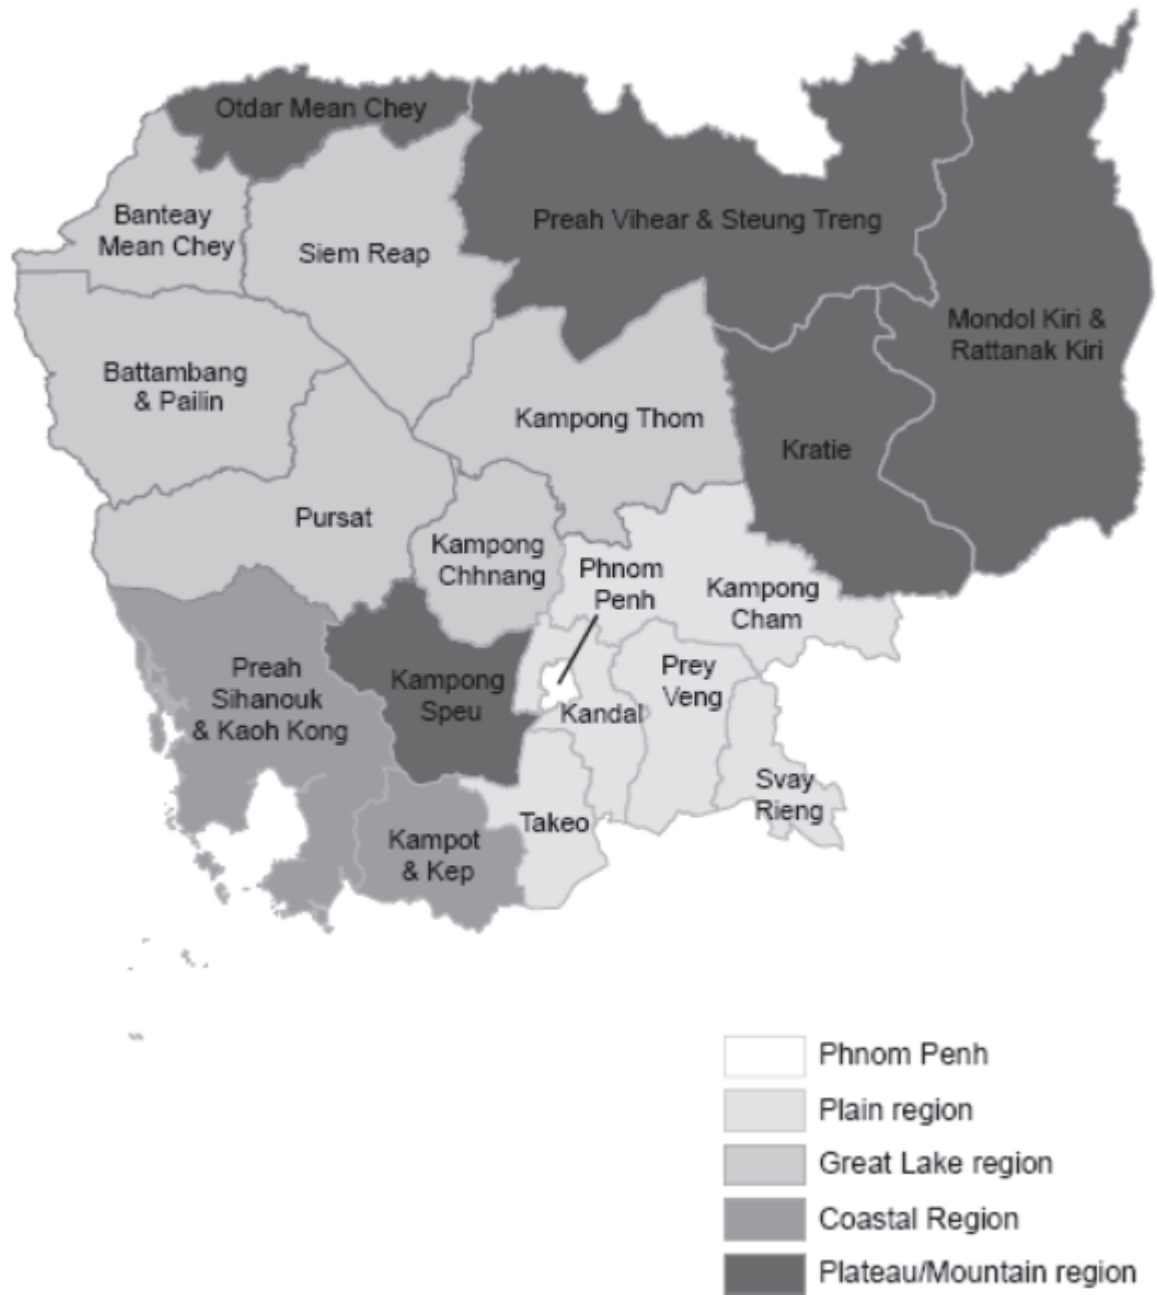 Otdar Mean Chey
Banteay
Mean Chey
Siem Reap
Preah Vihear & Steung Treng
Mondol Kiri &
Rattanak Kiri
Battambang
& Pailin
Kampong Thom
Kratie
Pursat
Kampong
Chhnang
Phnom
Penh
Kampong
Cham
Preah
Sihanouk
& Kaoh Kong
Kampong
Speu
Kandal
Prey
Veng
Svay
Rieng
Takeo
Kampot
& Kep
Phnom Penh
Plain region
Great Lake region
Coastal Region
Plateau/Mountain region